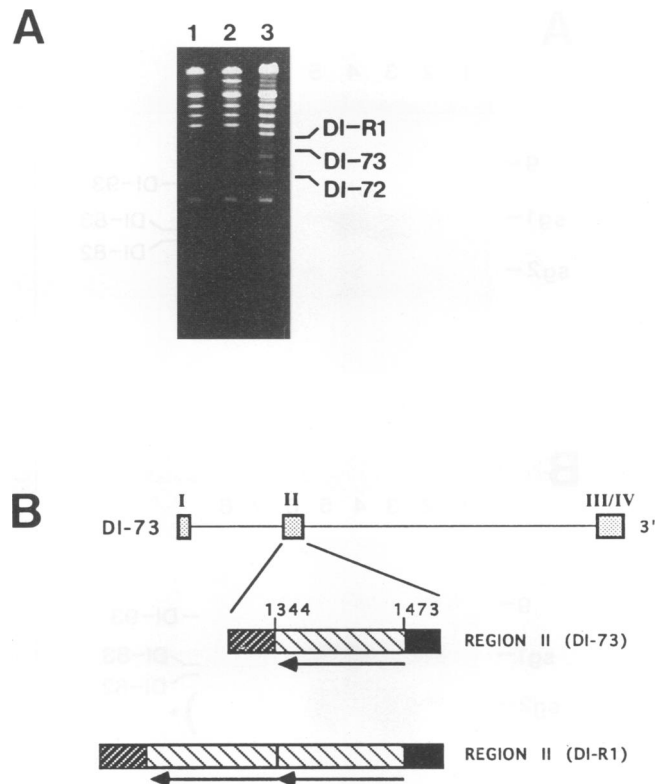 A
1 2 3
DI-R1
DI-73
DI-72
B
I II III/IV
DI-73 3'
1344 1473
REGION II (DI-73)
REGION II (DI-R1)